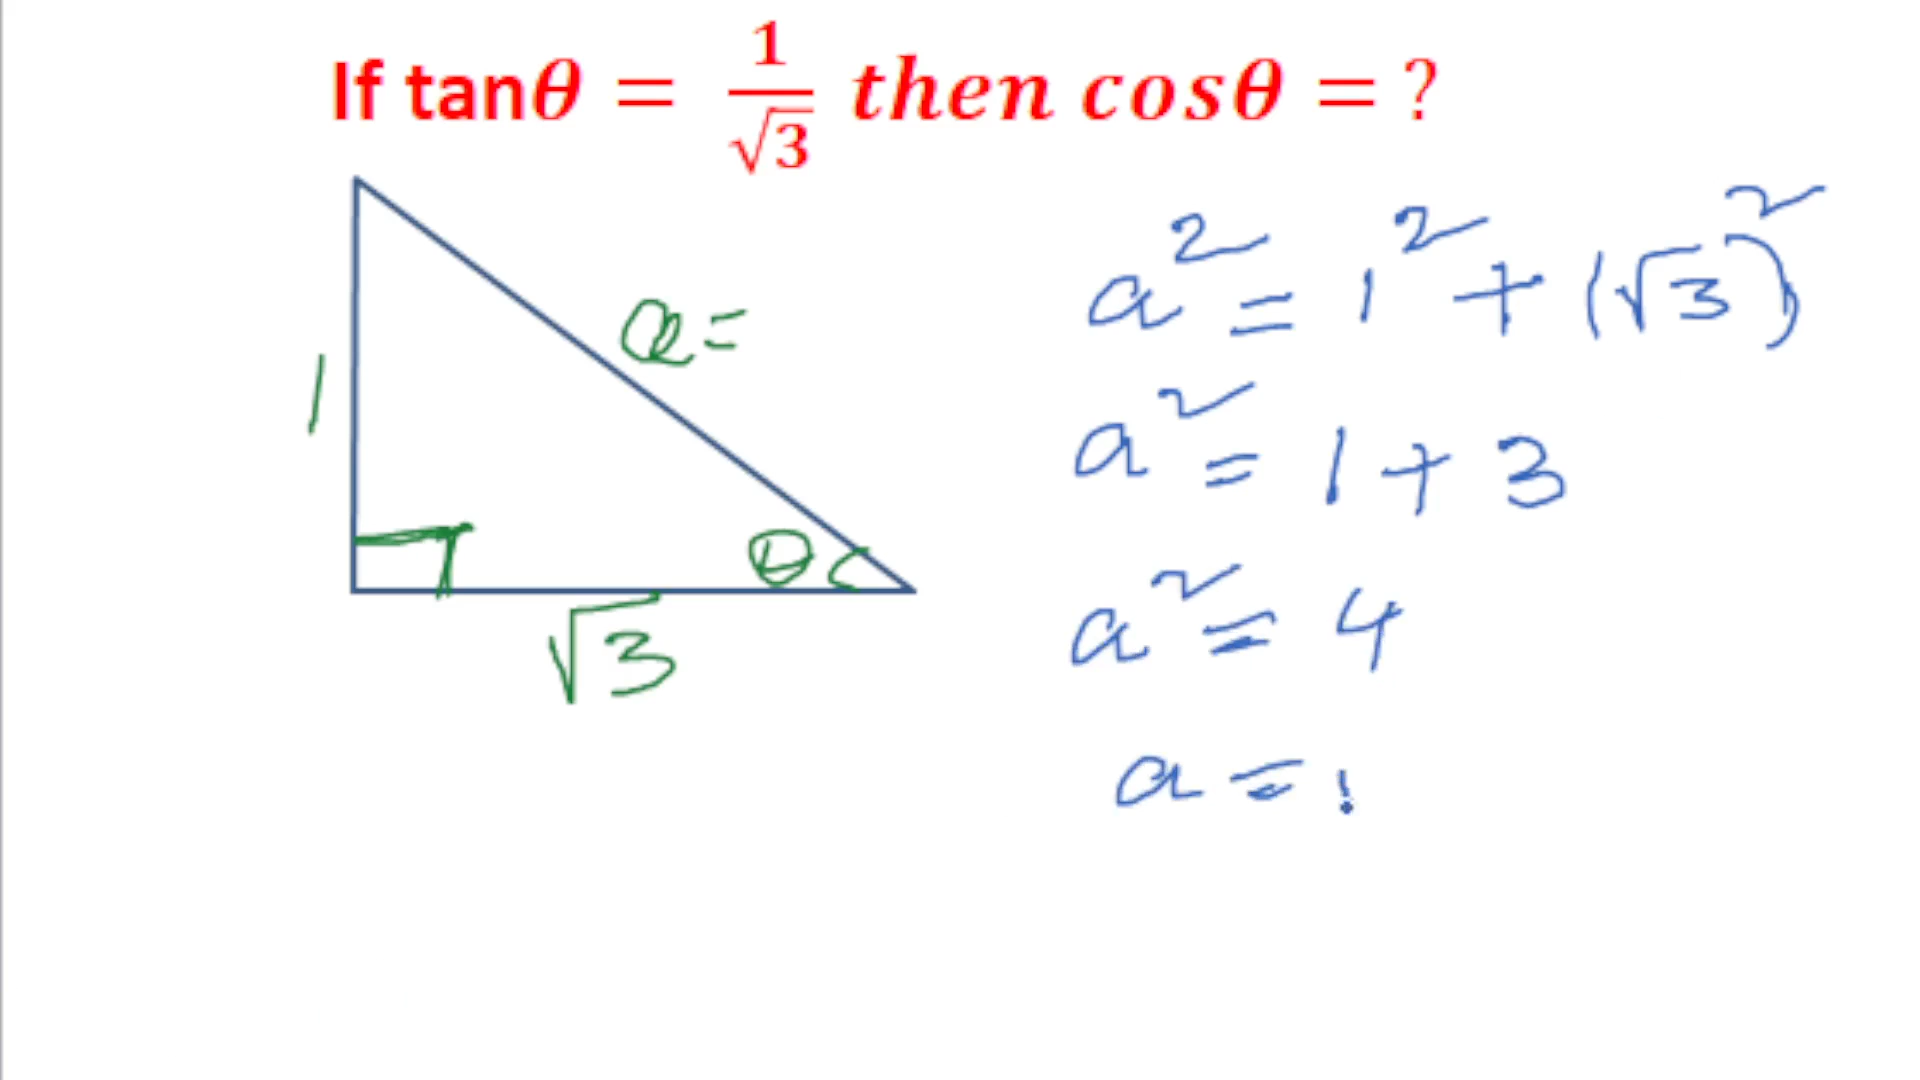 If tanθ = 1/√3 then cosθ = ?
1
a=
θ
√3
a² = 1² + (√3)²
a² = 1 + 3
a² = 4
a =